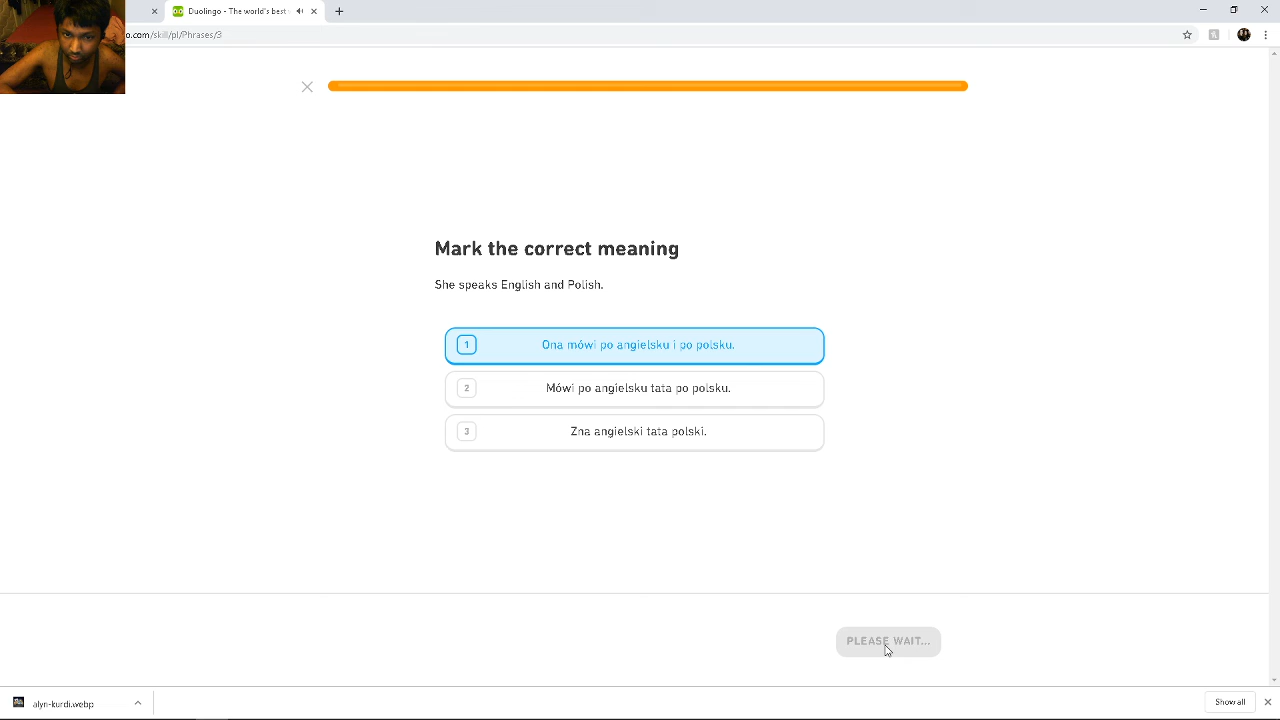 Duolingo - The world's best
o.com/skill/pl/Phrases/3
Mark the correct meaning
She speaks English and Polish.
1 Ona mówi po angielsku i po polsku.
2 Mówi po angielsku tata po polsku.
3 Zna angielski tata polski.
PLEASE WAIT...
alyn-kurdi.webp
Show all